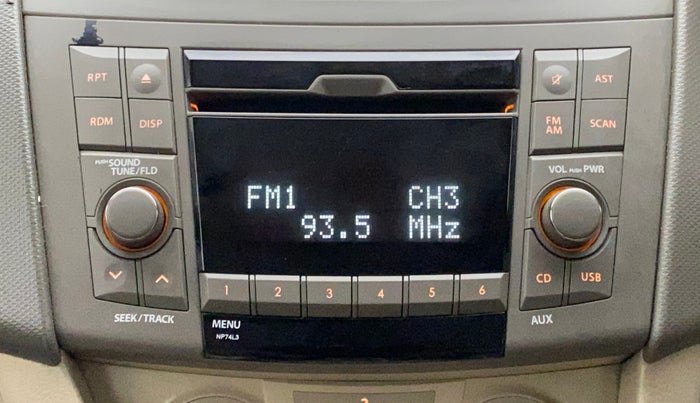 RPT
AST
RDM
DISP
FM
AM
SCAN
PUSH SOUND
TUNE/FLD
VOL PUSH PWR
FM1 CH3
93.5 MHz
CD
USB
1 2 3 4 5 6
SEEK/TRACK
MENU
NP74L3
AUX